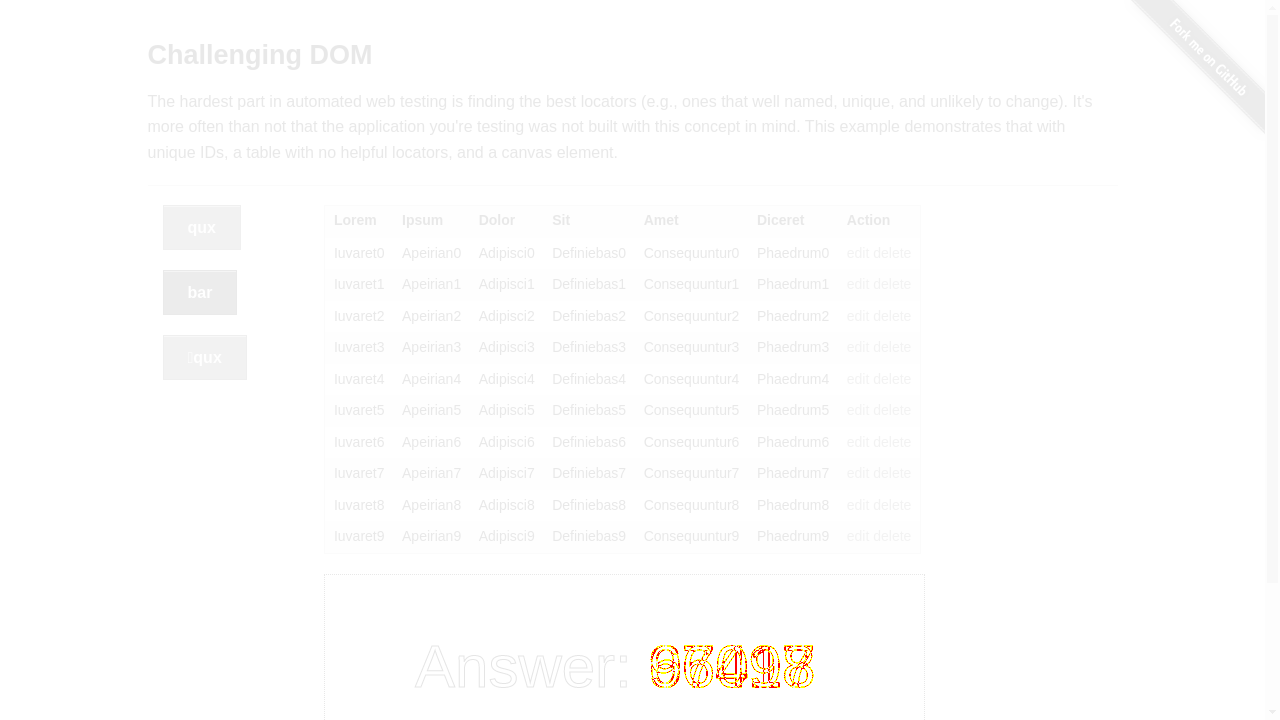 Fork me on GitHub
Challenging DOM
The hardest part in automated web testing is finding the best locators (e.g., ones that well named, unique, and unlikely to change). It's
more often than not that the application you're testing was not built with this concept in mind. This example demonstrates that with
unique IDs, a table with no helpful locators, and a canvas element.
qux
bar
qux
Lorem Ipsum Dolor Sit Amet Diceret Action
Iuvaret0 Apeirian0 Adipisci0 Definiebas0 Consequuntur0 Phaedrum0 edit delete
Iuvaret1 Apeirian1 Adipisci1 Definiebas1 Consequuntur1 Phaedrum1 edit delete
Iuvaret2 Apeirian2 Adipisci2 Definiebas2 Consequuntur2 Phaedrum2 edit delete
Iuvaret3 Apeirian3 Adipisci3 Definiebas3 Consequuntur3 Phaedrum3 edit delete
Iuvaret4 Apeirian4 Adipisci4 Definiebas4 Consequuntur4 Phaedrum4 edit delete
Iuvaret5 Apeirian5 Adipisci5 Definiebas5 Consequuntur5 Phaedrum5 edit delete
Iuvaret6 Apeirian6 Adipisci6 Definiebas6 Consequuntur6 Phaedrum6 edit delete
Iuvaret7 Apeirian7 Adipisci7 Definiebas7 Consequuntur7 Phaedrum7 edit delete
Iuvaret8 Apeirian8 Adipisci8 Definiebas8 Consequuntur8 Phaedrum8 edit delete
Iuvaret9 Apeirian9 Adipisci9 Definiebas9 Consequuntur9 Phaedrum9 edit delete
Answer: